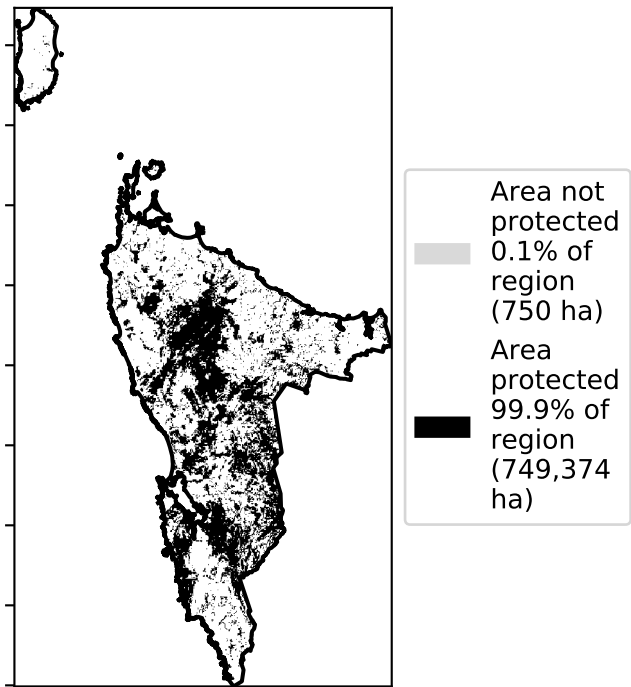 Area not
protected
0.1% of
region
(750 ha)
Area
protected
99.9% of
region
(749,374
ha)